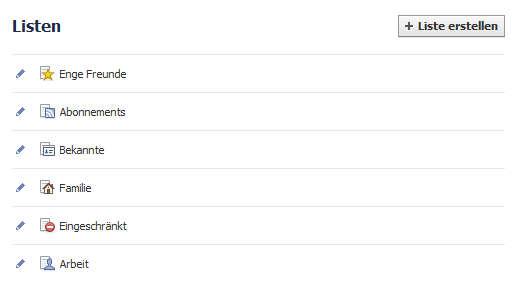 Listen
+ Liste erstellen
Enge Freunde
Abonnements
Bekannte
Familie
Eingeschränkt
Arbeit